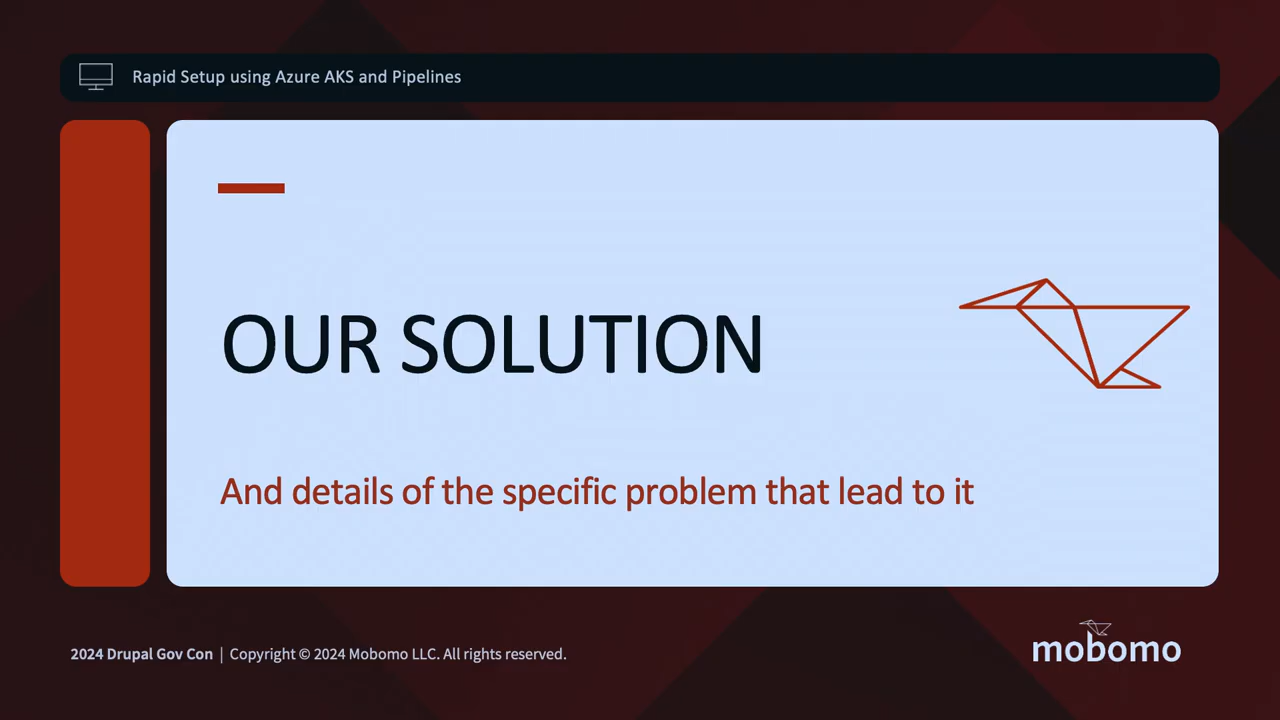 Rapid Setup using Azure AKS and Pipelines
OUR SOLUTION
And details of the specific problem that lead to it
2024 Drupal Gov Con | Copyright © 2024 Mobomo LLC. All rights reserved.
mobomo